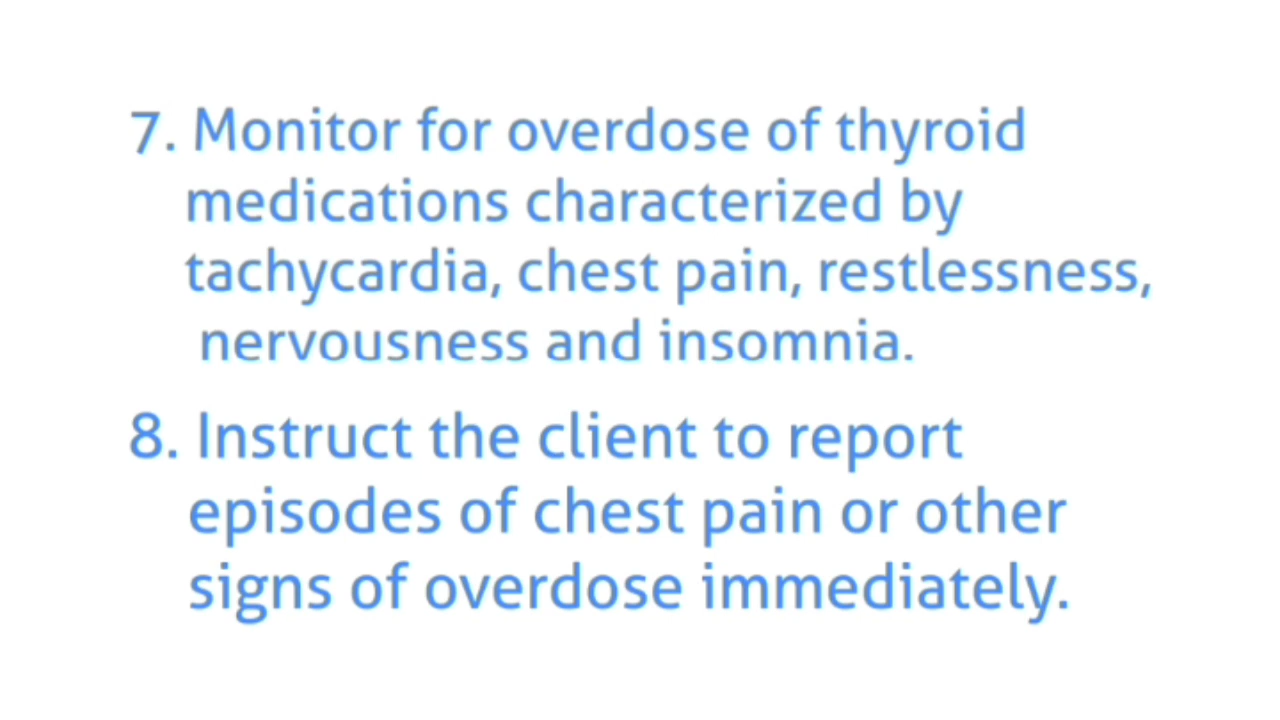 7. Monitor for overdose of thyroid
medications characterized by
tachycardia, chest pain, restlessness,
nervousness and insomnia.
8. Instruct the client to report
episodes of chest pain or other
signs of overdose immediately.